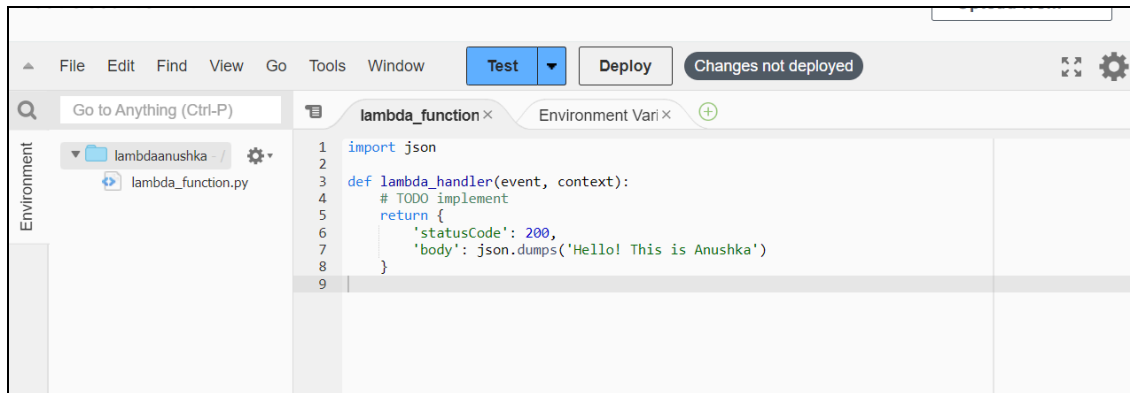 File Edit Find View Go Tools Window Test Deploy Changes not deployed
Go to Anything (Ctrl-P)
lambda_function × Environment Vari ×
Environment
lambdaanushka - /
lambda_function.py
1 import json
2
3 def lambda_handler(event, context):
4 # TODO implement
5 return {
6 'statusCode': 200,
7 'body': json.dumps('Hello! This is Anushka')
8 }
9